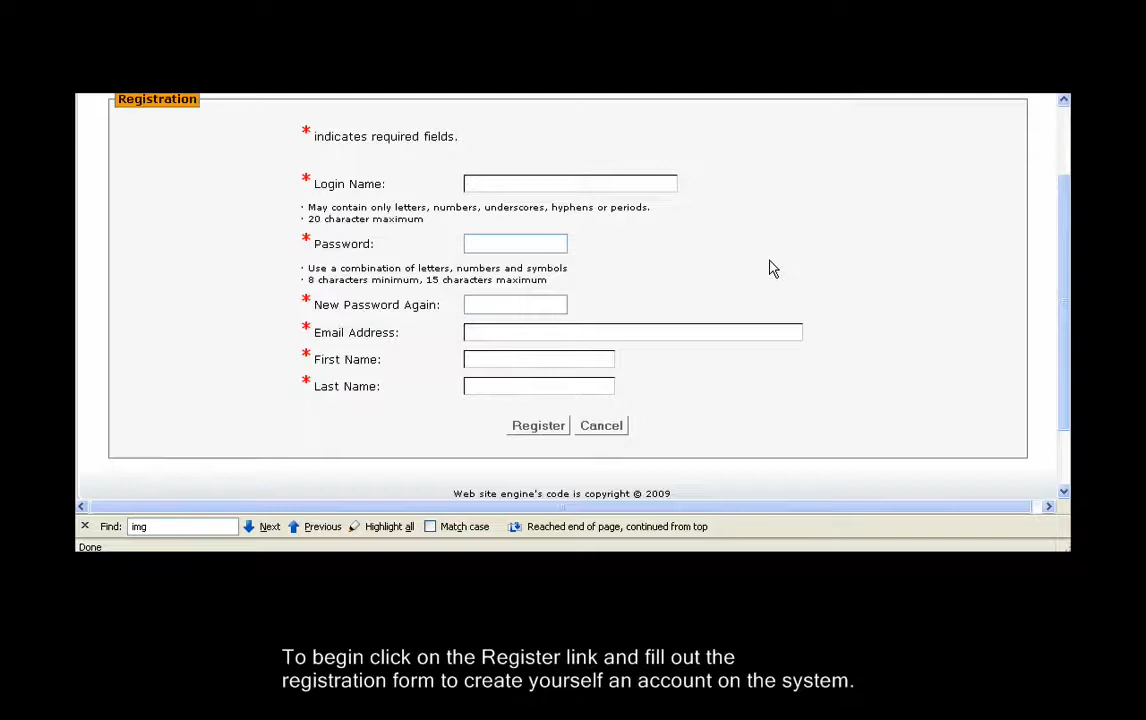 Registration
* indicates required fields.
* Login Name:
· May contain only letters, numbers, underscores, hyphens or periods.
· 20 character maximum
* Password:
· Use a combination of letters, numbers and symbols
· 8 characters minimum, 15 characters maximum
* New Password Again:
* Email Address:
* First Name:
* Last Name:
Register Cancel
Web site engine's code is copyright © 2009
Find: img Next Previous Highlight all Match case Reached end of page, continued from top
Done
To begin click on the Register link and fill out the
registration form to create yourself an account on the system.